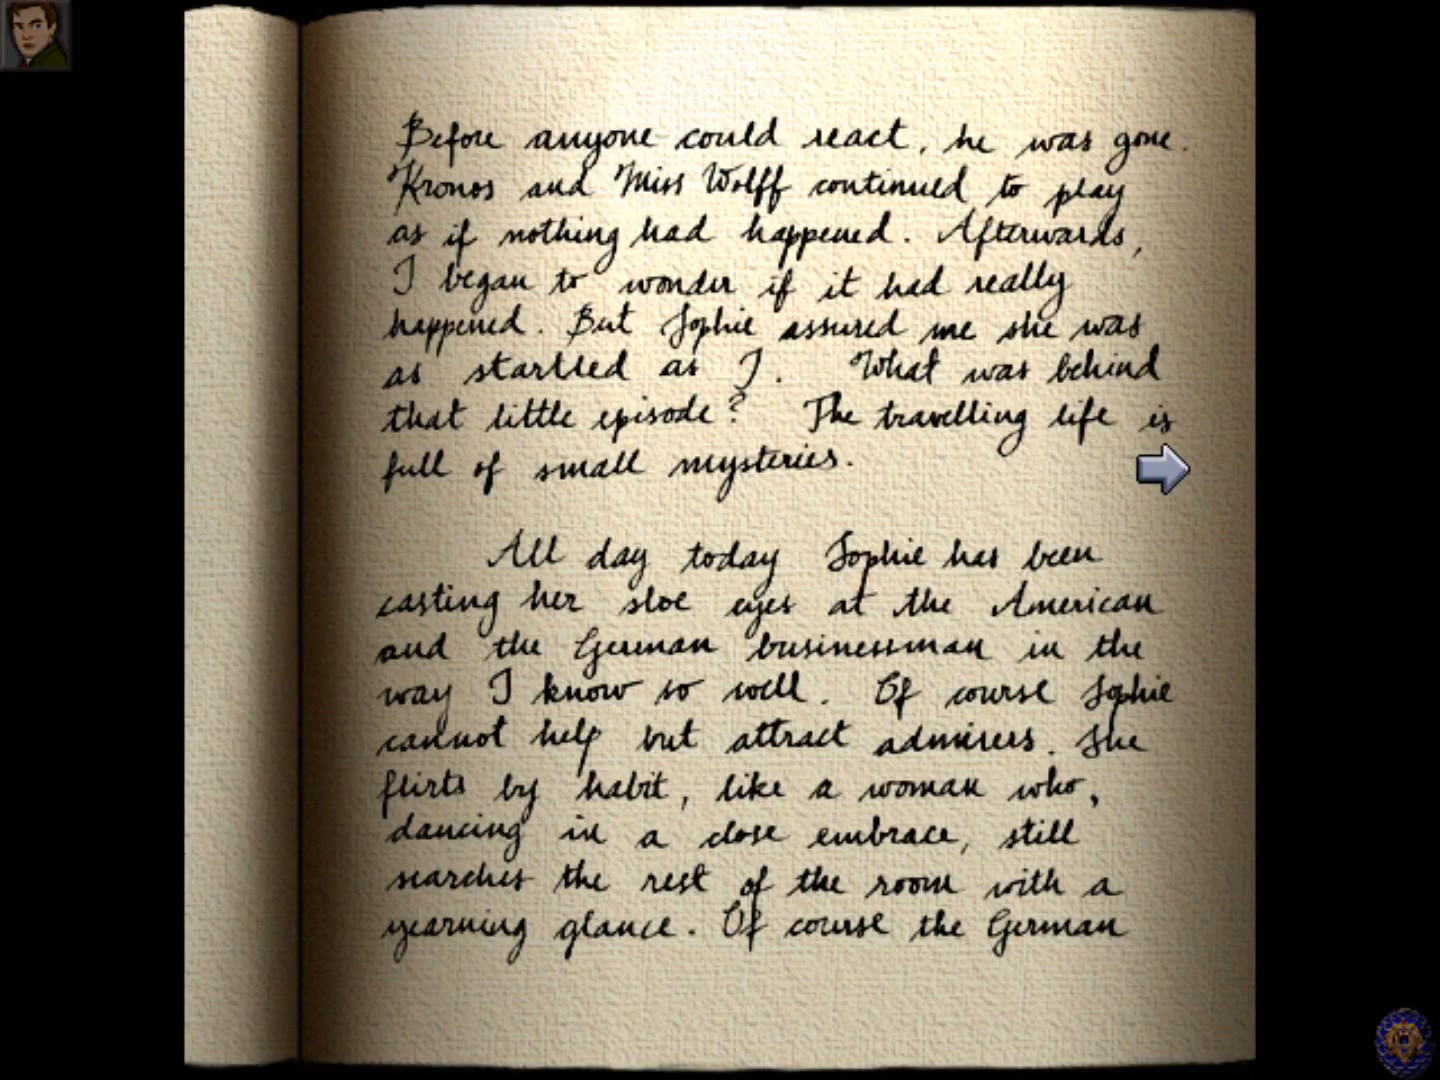 Before anyone could react, he was gone.
Kronos and Miss Wolff continued to play
as if nothing had happened. Afterwards,
I began to wonder if it had really
happened. But Sophie assured me she was
as startled as I. What was behind
that little episode? The travelling life is
full of small mysteries.
All day today Sophie has been
casting her sloe eyes at the American
and the German businessman in the
way I know so well. Of course Sophie
cannot help but attract admirers. She
flirts by habit, like a woman who,
dancing in a close embrace, still
searches the rest of the room with a
yearning glance. Of course the German